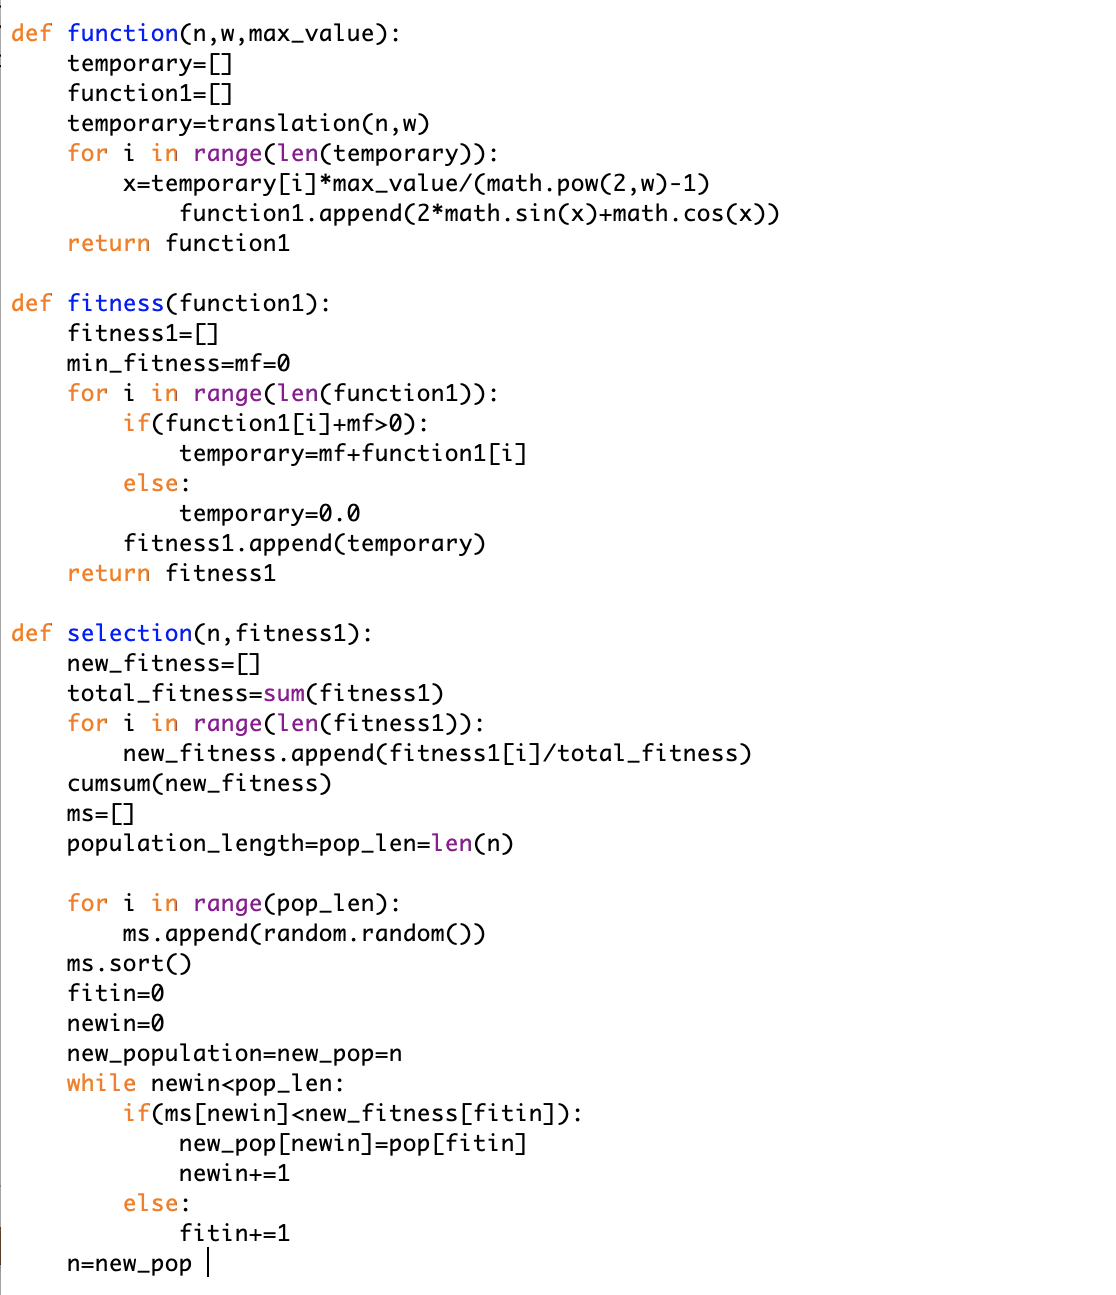 def function(n,w,max_value):
    temporary=[]
    function1=[]
    temporary=translation(n,w)
    for i in range(len(temporary)):
        x=temporary[i]*max_value/(math.pow(2,w)-1)
            function1.append(2*math.sin(x)+math.cos(x))
    return function1

def fitness(function1):
    fitness1=[]
    min_fitness=mf=0
    for i in range(len(function1)):
        if(function1[i]+mf>0):
            temporary=mf+function1[i]
        else:
            temporary=0.0
        fitness1.append(temporary)
    return fitness1

def selection(n,fitness1):
    new_fitness=[]
    total_fitness=sum(fitness1)
    for i in range(len(fitness1)):
        new_fitness.append(fitness1[i]/total_fitness)
    cumsum(new_fitness)
    ms=[]
    population_length=pop_len=len(n)

    for i in range(pop_len):
        ms.append(random.random())
    ms.sort()
    fitin=0
    newin=0
    new_population=new_pop=n
    while newin<pop_len:
        if(ms[newin]<new_fitness[fitin]):
            new_pop[newin]=pop[fitin]
            newin+=1
        else:
            fitin+=1
    n=new_pop